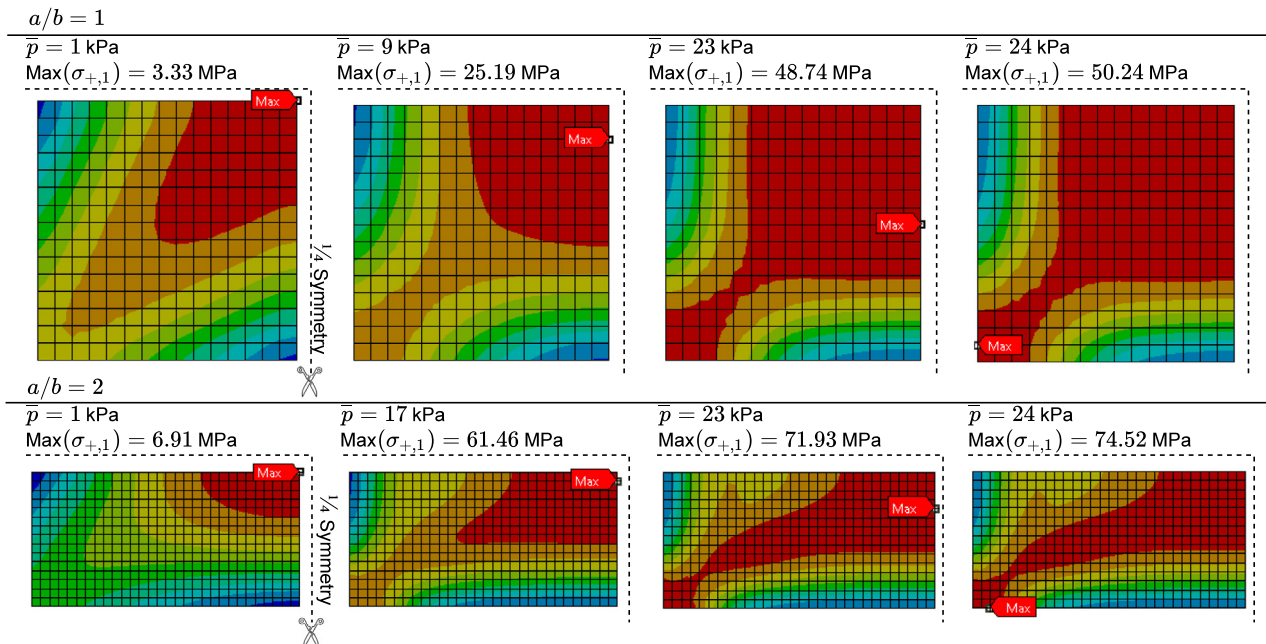 a/b = 1
p̅ = 1 kPa
Max(σ₊,₁) = 3.33 MPa
p̅ = 9 kPa
Max(σ₊,₁) = 25.19 MPa
p̅ = 23 kPa
Max(σ₊,₁) = 48.74 MPa
p̅ = 24 kPa
Max(σ₊,₁) = 50.24 MPa
Max
Max
Max
Max
¼ Symmetry
a/b = 2
p̅ = 1 kPa
Max(σ₊,₁) = 6.91 MPa
p̅ = 17 kPa
Max(σ₊,₁) = 61.46 MPa
p̅ = 23 kPa
Max(σ₊,₁) = 71.93 MPa
p̅ = 24 kPa
Max(σ₊,₁) = 74.52 MPa
Max
Max
Max
Max
¼ Symmetry